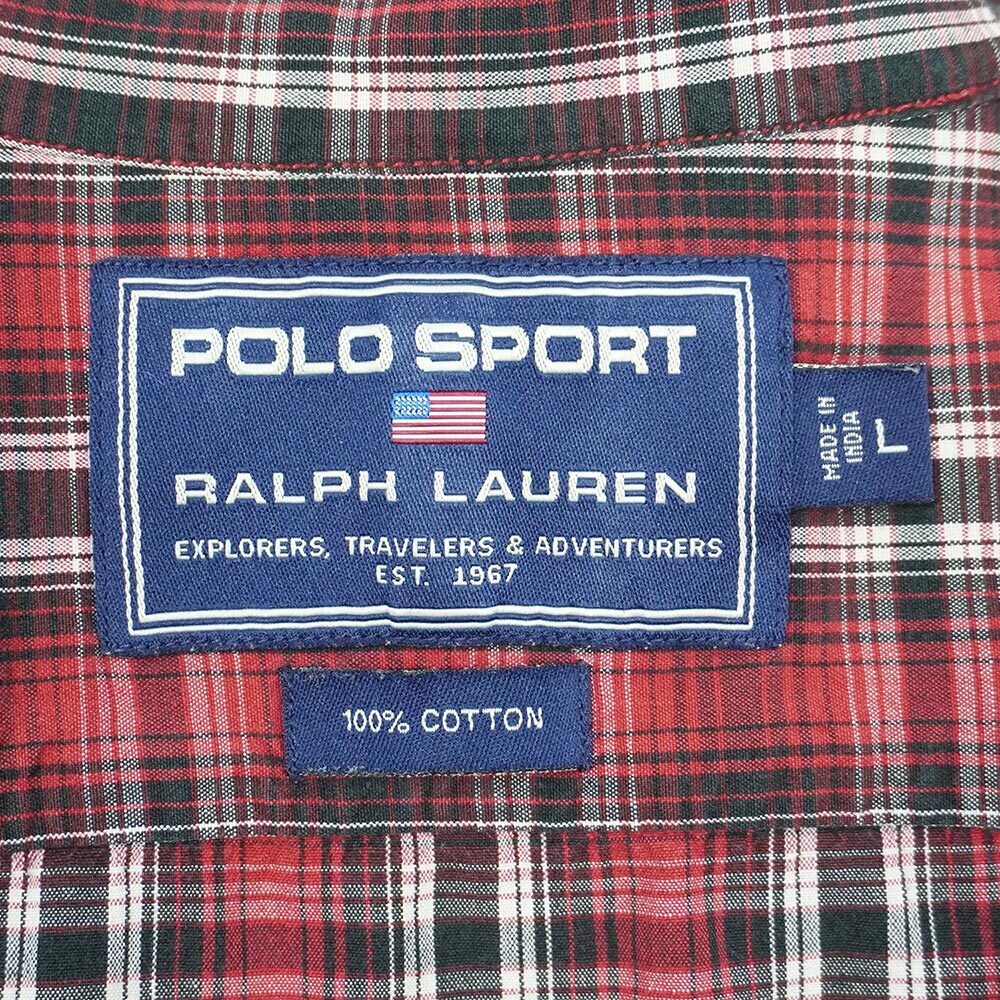 POLO SPORT
RALPH LAUREN
EXPLORERS, TRAVELERS & ADVENTURERS
EST. 1967
MADE IN
INDIA
L
100% COTTON